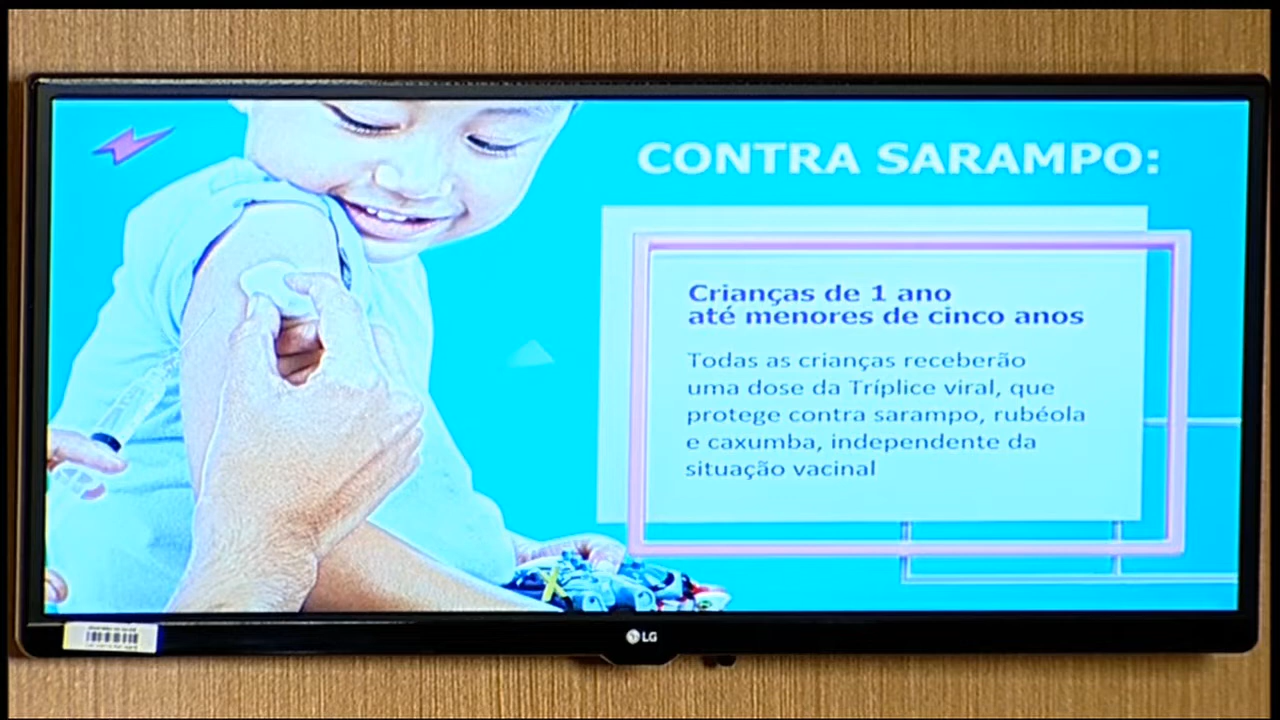 CONTRA SARAMPO:
Crianças de 1 ano
até menores de cinco anos
Todas as crianças receberão
uma dose da Tríplice viral, que
protege contra sarampo, rubéola
e caxumba, independente da
situação vacinal
LG